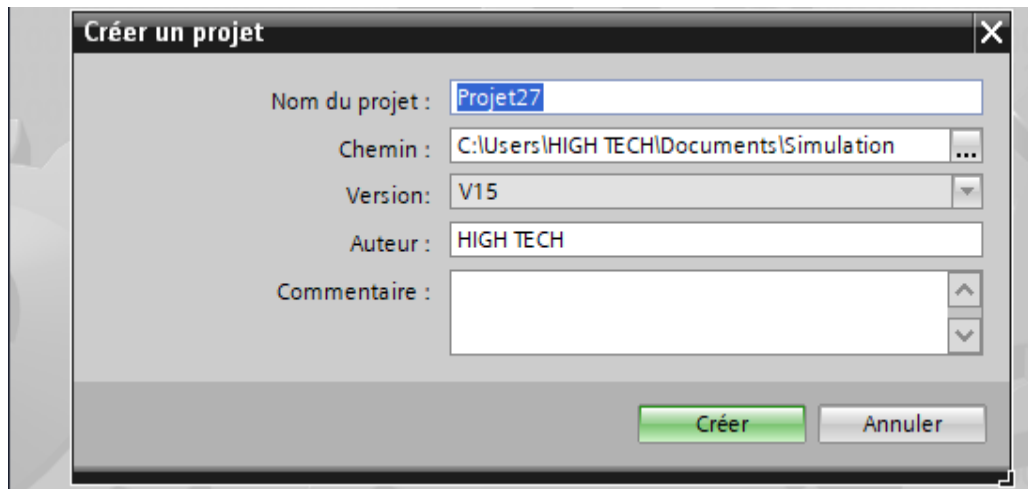 Créer un projet
Nom du projet : Projet27
Chemin : C:\Users\HIGH TECH\Documents\Simulation ...
Version: V15
Auteur : HIGH TECH
Commentaire :
Créer Annuler